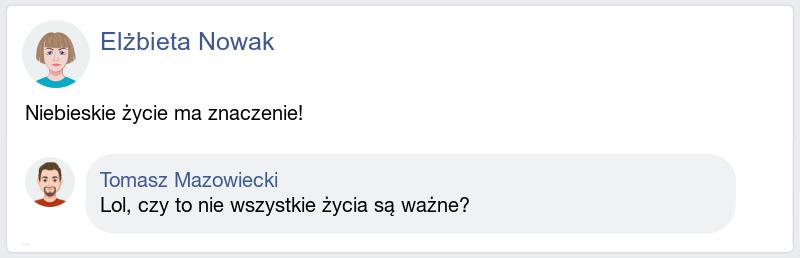 Elżbieta Nowak
Niebieskie życie ma znaczenie!
Tomasz Mazowiecki
Lol, czy to nie wszystkie życia są ważne?